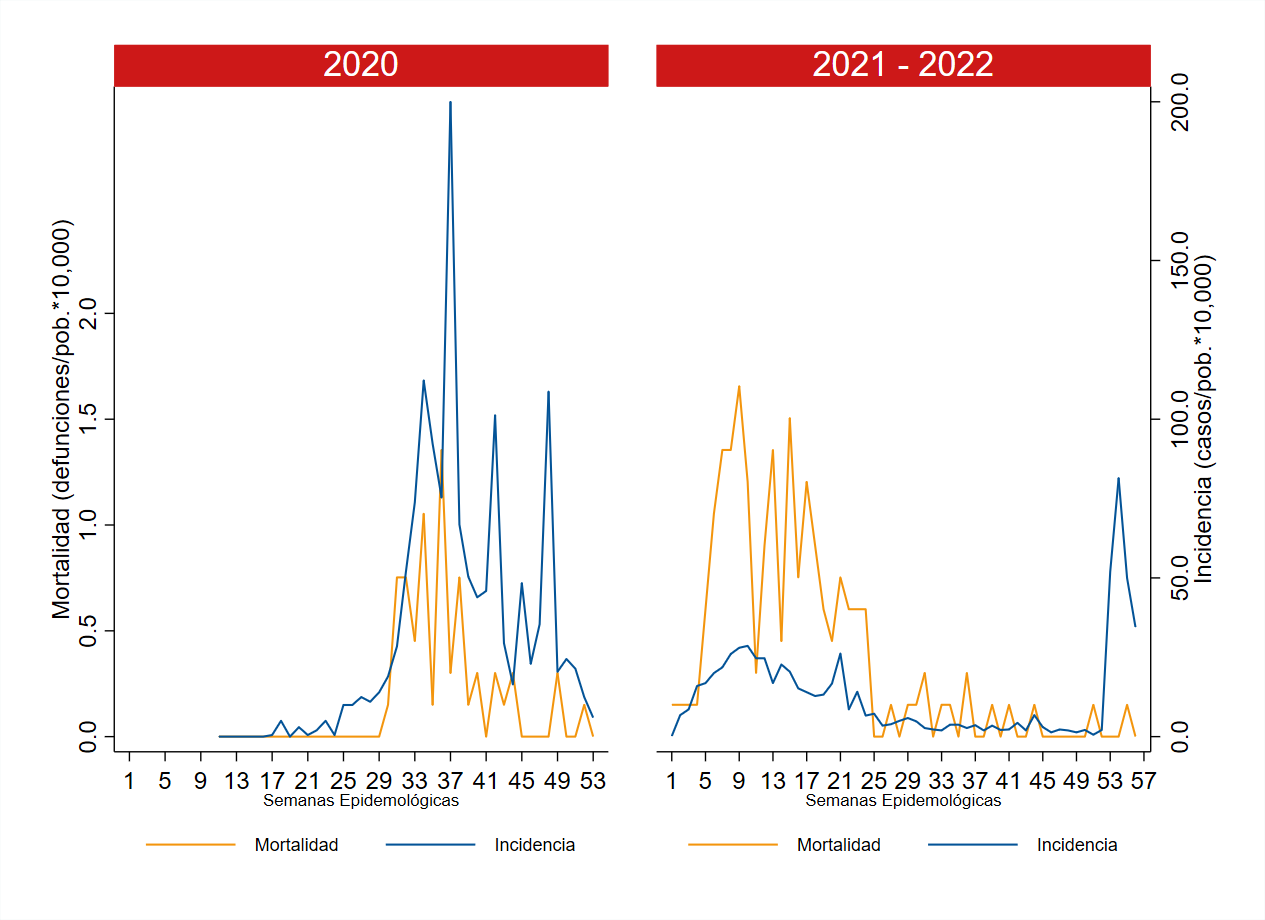 2020
2021 - 2022
Mortalidad (defunciones/pob.*10,000)
0.0 0.5 1.0 1.5 2.0
1 5 9 13 17 21 25 29 33 37 41 45 49 53
Semanas Epidemológicas
Mortalidad Incidencia
1 5 9 13 17 21 25 29 33 37 41 45 49 53 57
Semanas Epidemológicas
Mortalidad Incidencia
0.0 50.0 100.0 150.0 200.0
Incidencia (casos/pob.*10,000)